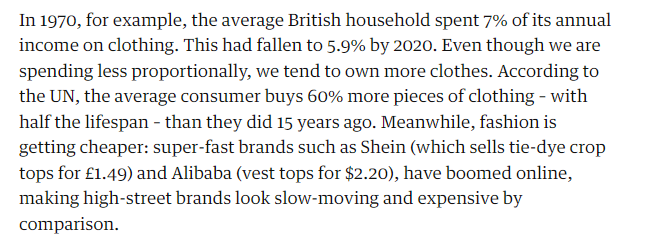 In 1970, for example, the average British household spent 7% of its annual
income on clothing. This had fallen to 5.9% by 2020. Even though we are
spending less proportionally, we tend to own more clothes. According to
the UN, the average consumer buys 60% more pieces of clothing – with
half the lifespan – than they did 15 years ago. Meanwhile, fashion is
getting cheaper: super-fast brands such as Shein (which sells tie-dye crop
tops for £1.49) and Alibaba (vest tops for $2.20), have boomed online,
making high-street brands look slow-moving and expensive by
comparison.